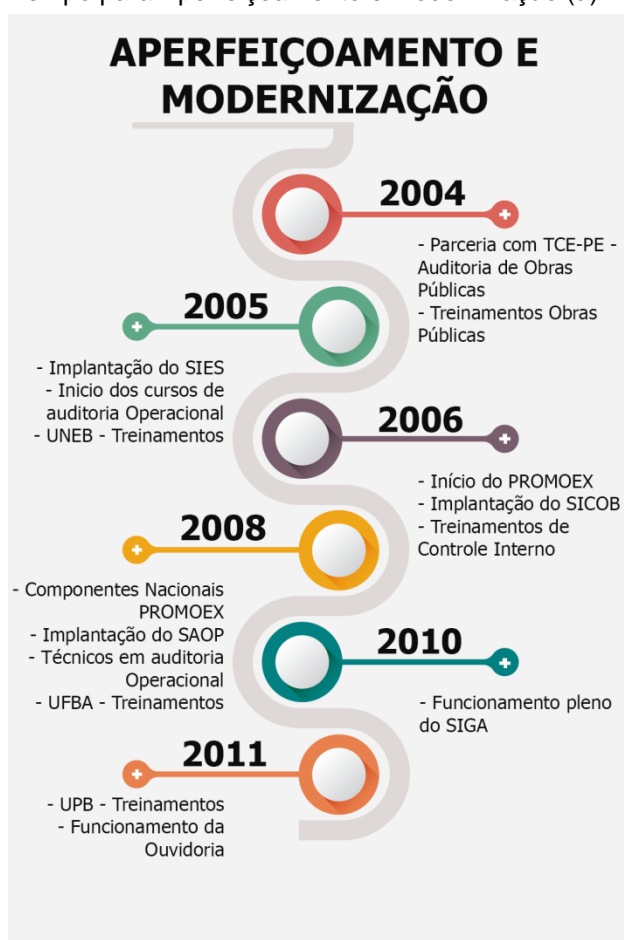 APERFEIÇOAMENTO E
MODERNIZAÇÃO
2004
- Parceria com TCE-PE -
Auditoria de Obras
Públicas
- Treinamentos Obras
Públicas
2005
- Implantação do SIES
- Inicio dos cursos de
auditoria Operacional
- UNEB - Treinamentos
2006
- Início do PROMOEX
- Implantação do SICOB
- Treinamentos de
Controle Interno
2008
- Componentes Nacionais
PROMOEX
- Implantação do SAOP
- Técnicos em auditoria
Operacional
- UFBA - Treinamentos
2010
- Funcionamento pleno
do SIGA
2011
- UPB - Treinamentos
- Funcionamento da
Ouvidoria